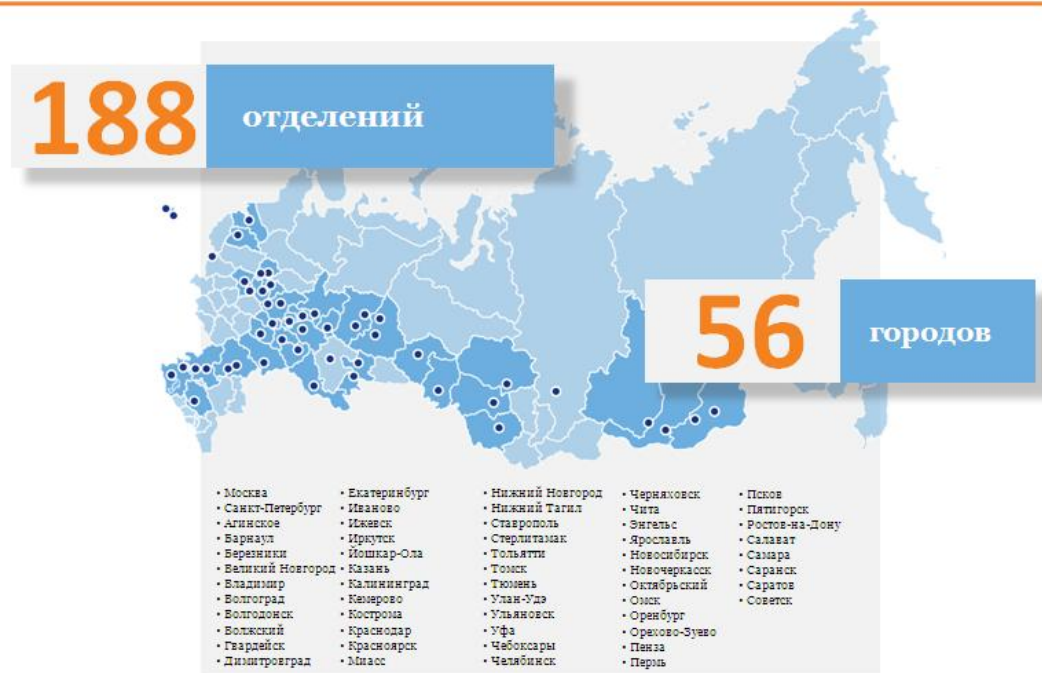 188
отделений
56
городов
• Москва
• Санкт-Петербург
• Агинское
• Барнаул
• Березники
• Великий Новгород
• Владимир
• Волгоград
• Волгодонск
• Волжский
• Гвардейск
• Димитровград
• Екатеринбург
• Иваново
• Ижевск
• Иркутск
• Йошкар-Ола
• Казань
• Калининград
• Кемерово
• Кострома
• Краснодар
• Красноярск
• Миасс
• Нижний Новгород
• Нижний Тагил
• Ставрополь
• Стерлитамак
• Тольятти
• Томск
• Тюмень
• Улан-Удэ
• Ульяновск
• Уфа
• Чебоксары
• Челябинск
• Черняховск
• Чита
• Энгельс
• Ярославль
• Новосибирск
• Новочеркасск
• Октябрьский
• Омск
• Оренбург
• Орехово-Зуево
• Пенза
• Пермь
• Псков
• Пятигорск
• Ростов-на-Дону
• Салават
• Самара
• Саранск
• Саратов
• Советск